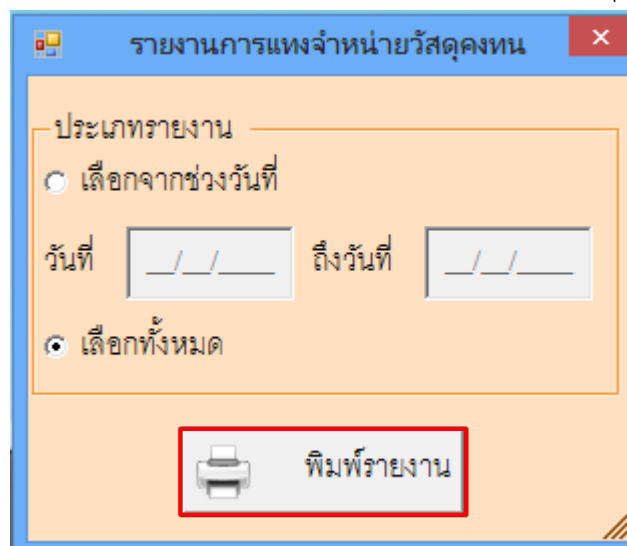 รายงานการแทงจำหน่ายวัสดุคงทน
ประเภทรายงาน
เลือกจากช่วงวันที่
วันที่ __/__/____ ถึงวันที่ __/__/____
เลือกทั้งหมด
พิมพ์รายงาน